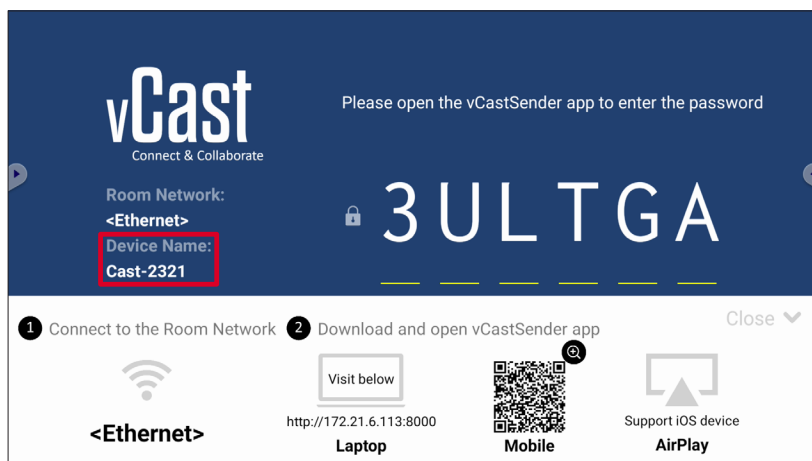 vCast
Connect & Collaborate
Please open the vCastSender app to enter the password
Room Network:
<Ethernet>
Device Name:
Cast-2321
3ULTGA
Close
1 Connect to the Room Network
2 Download and open vCastSender app
<Ethernet>
Visit below
http://172.21.6.113:8000
Laptop
Mobile
Support iOS device
AirPlay